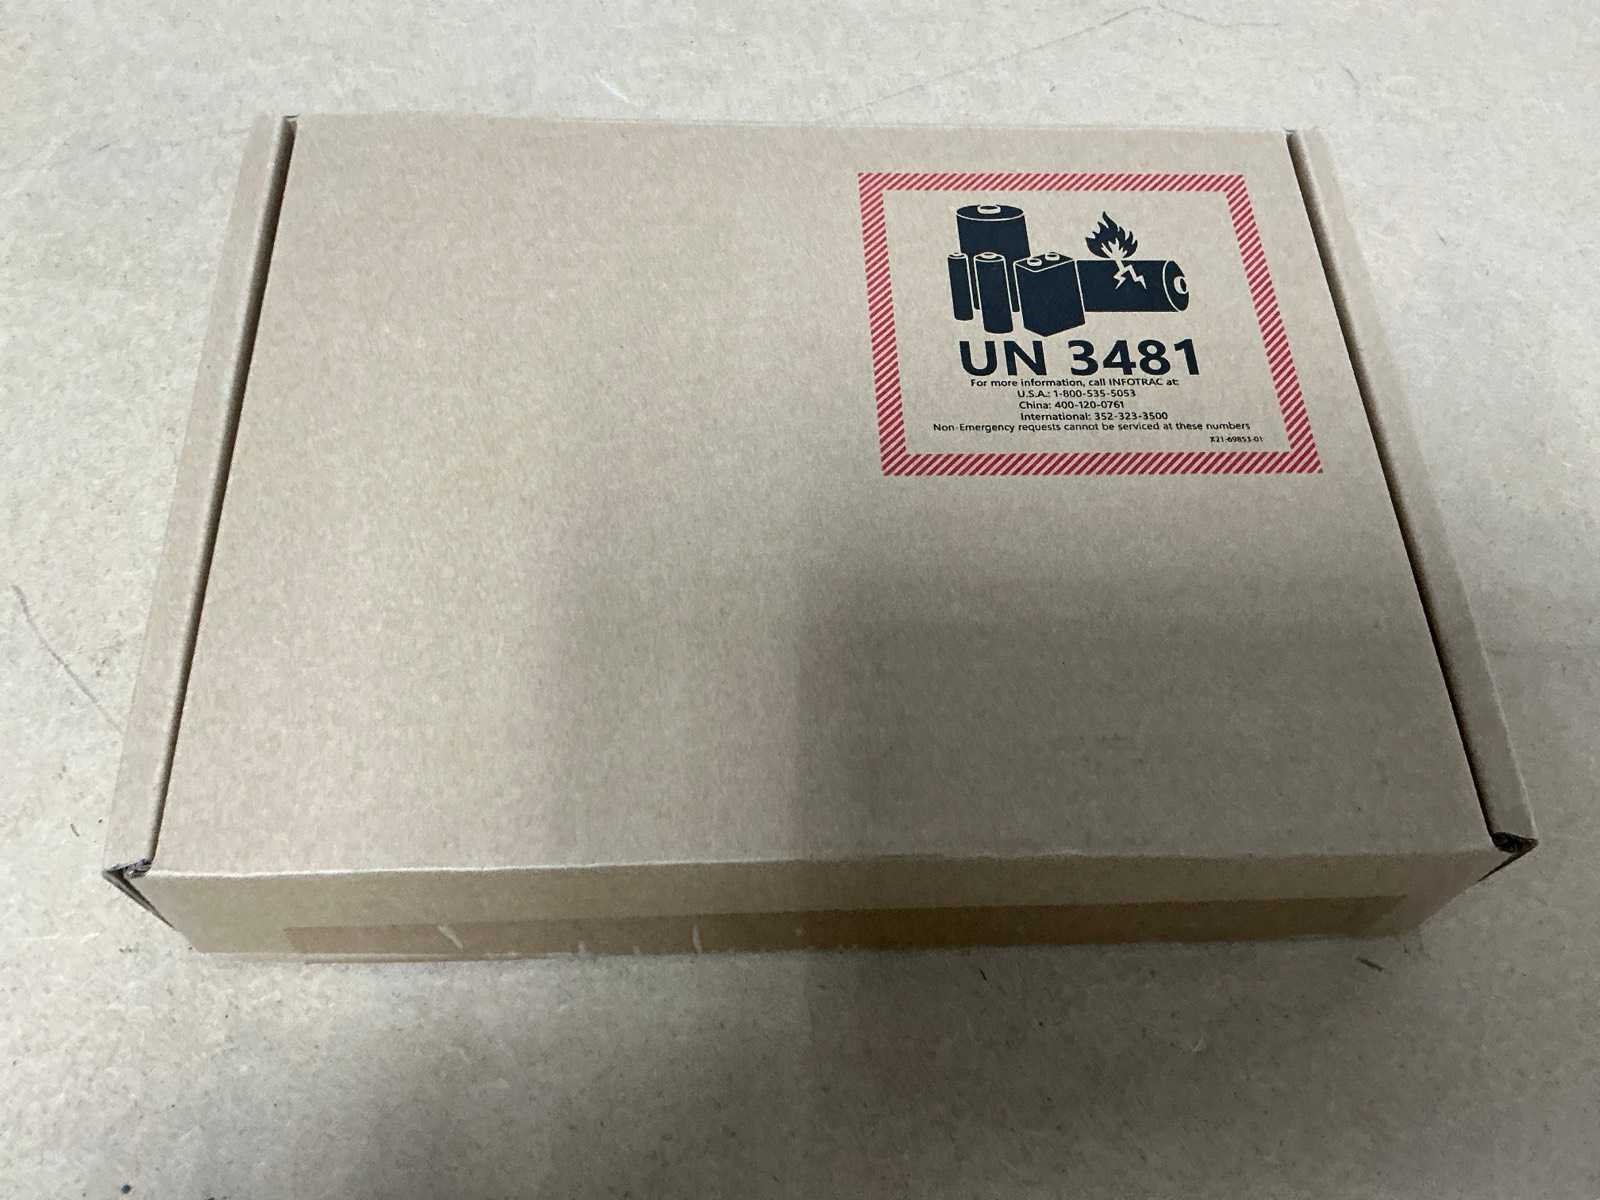 UN 3481
For more information, call INFOTRAC at:
U.S.A.: 1-800-535-5053
China: 400-120-0761
International: 352-323-3500
Non-Emergency requests cannot be serviced at these numbers
X21-69853-01